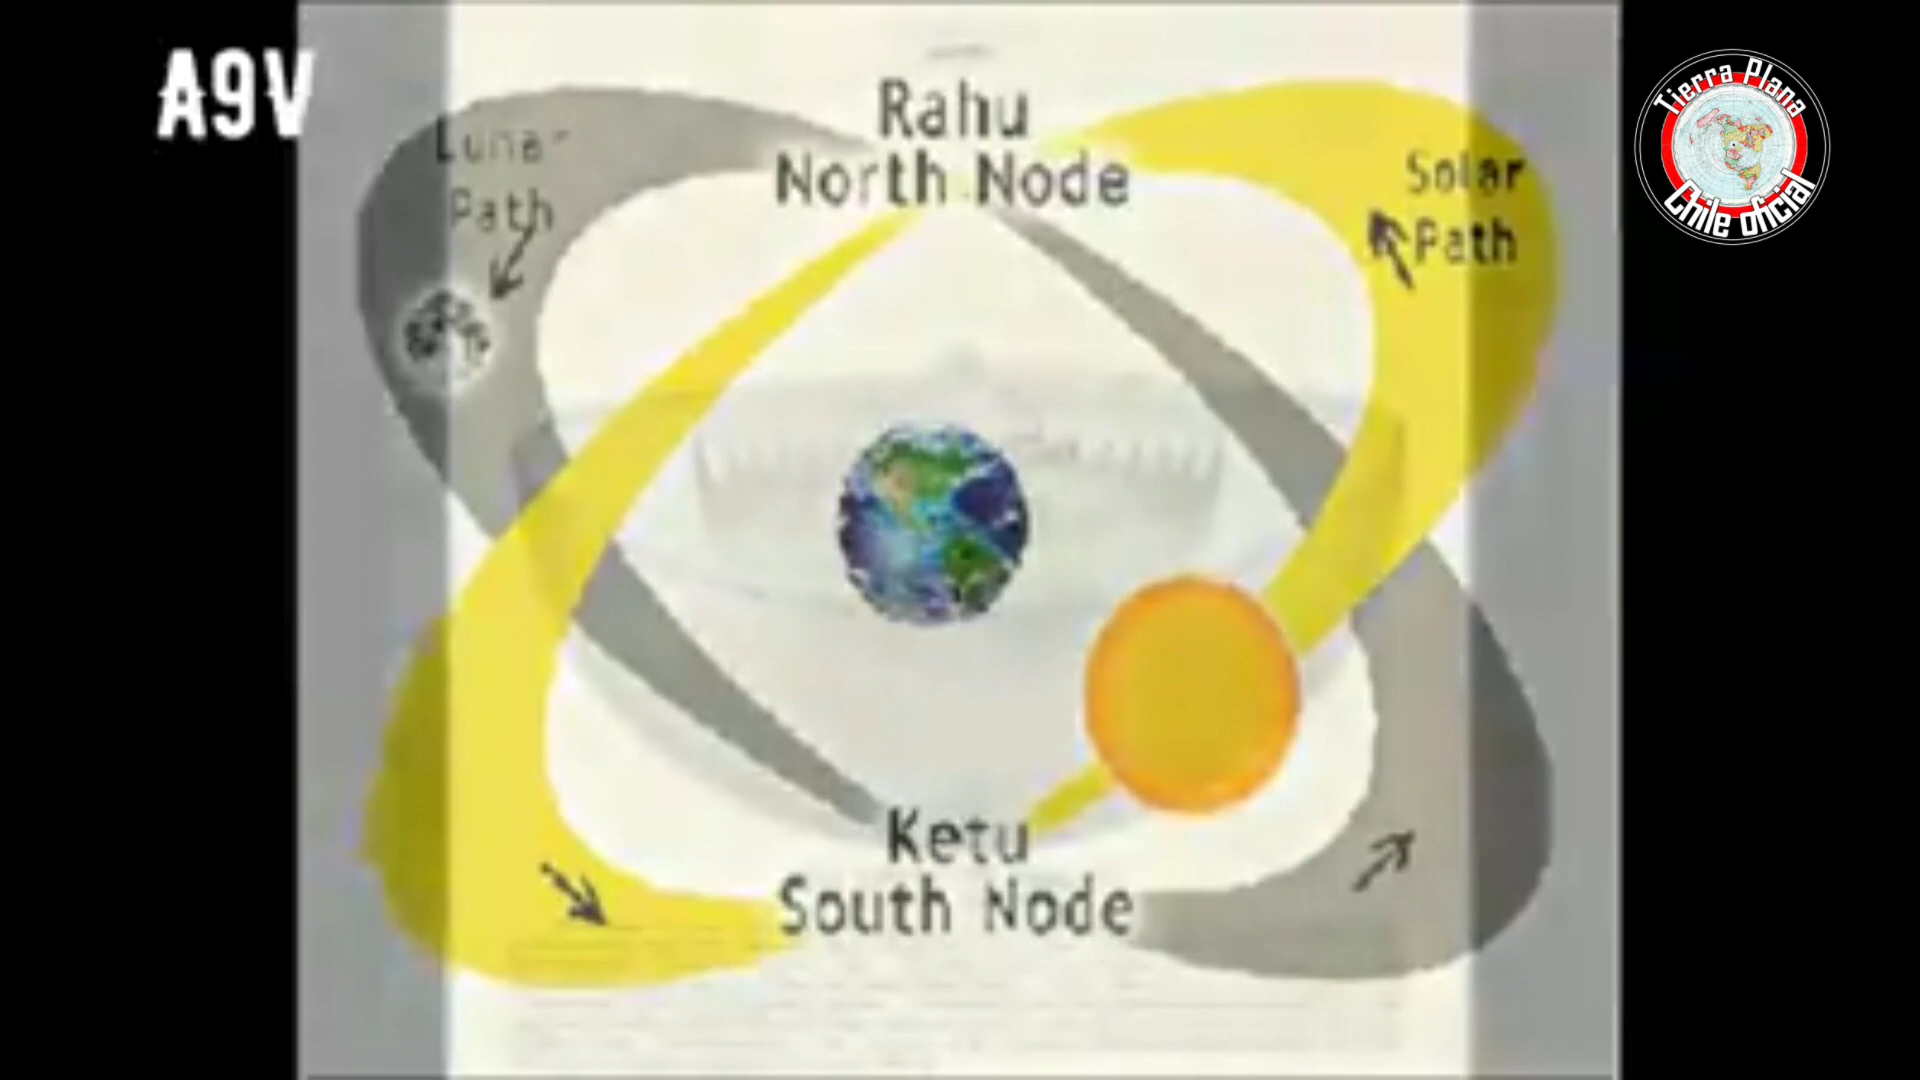 A9V
Tierra Plana
Chile oficial
Rahu
North Node
Lunar
Path
Solar
Path
Ketu
South Node